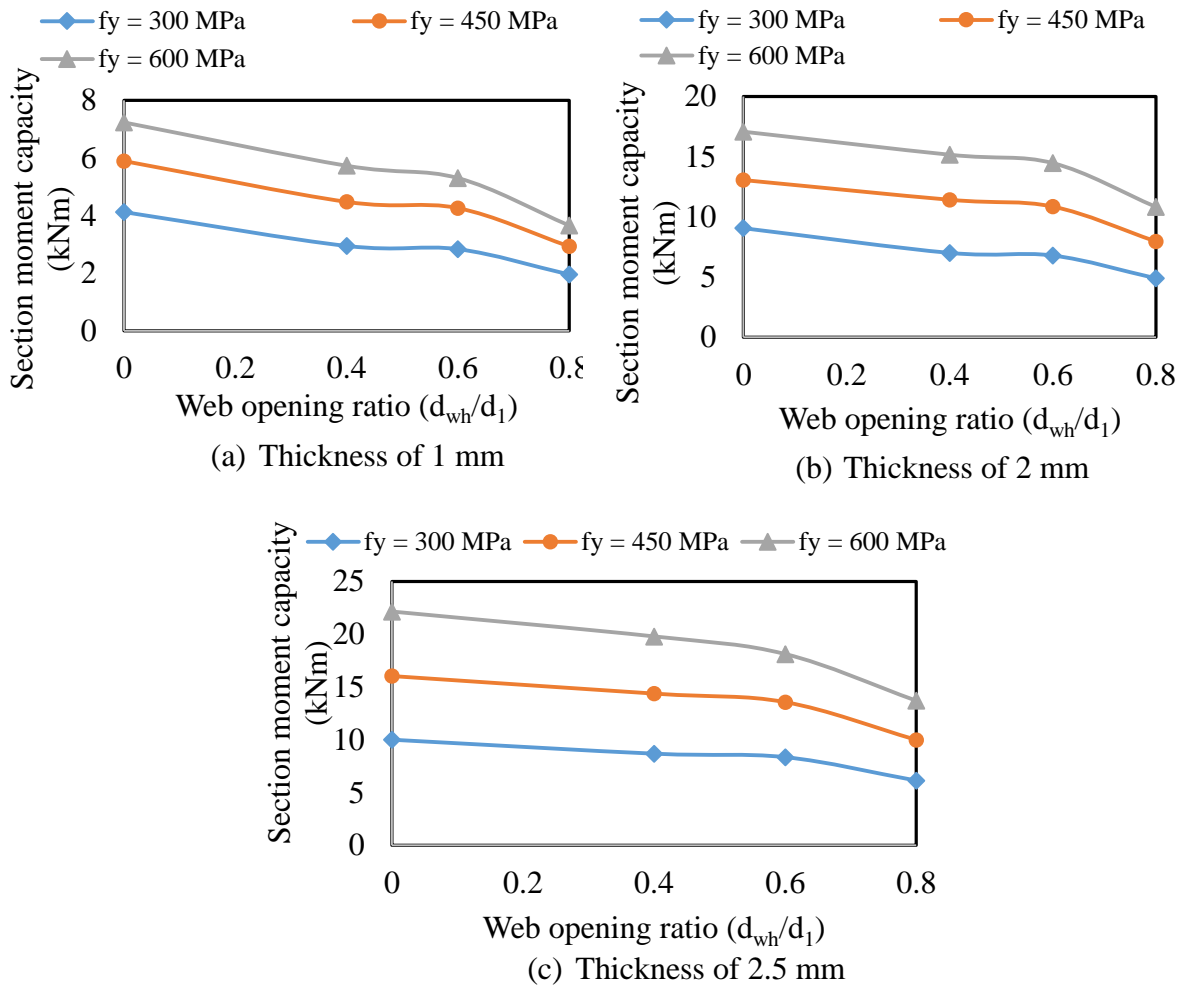 fy = 300 MPa
fy = 450 MPa
fy = 600 MPa
Section moment capacity
(kNm)
8
6
4
2
0
0
0.2
0.4
0.6
0.8
Web opening ratio (dwh/d1)
(a) Thickness of 1 mm
fy = 300 MPa
fy = 450 MPa
fy = 600 MPa
Section moment capacity
(kNm)
20
15
10
5
0
0
0.2
0.4
0.6
0.8
Web opening ratio (dwh/d1)
(b) Thickness of 2 mm
fy = 300 MPa
fy = 450 MPa
fy = 600 MPa
Section moment capacity
(kNm)
25
20
15
10
5
0
0
0.2
0.4
0.6
0.8
Web opening ratio (dwh/d1)
(c) Thickness of 2.5 mm